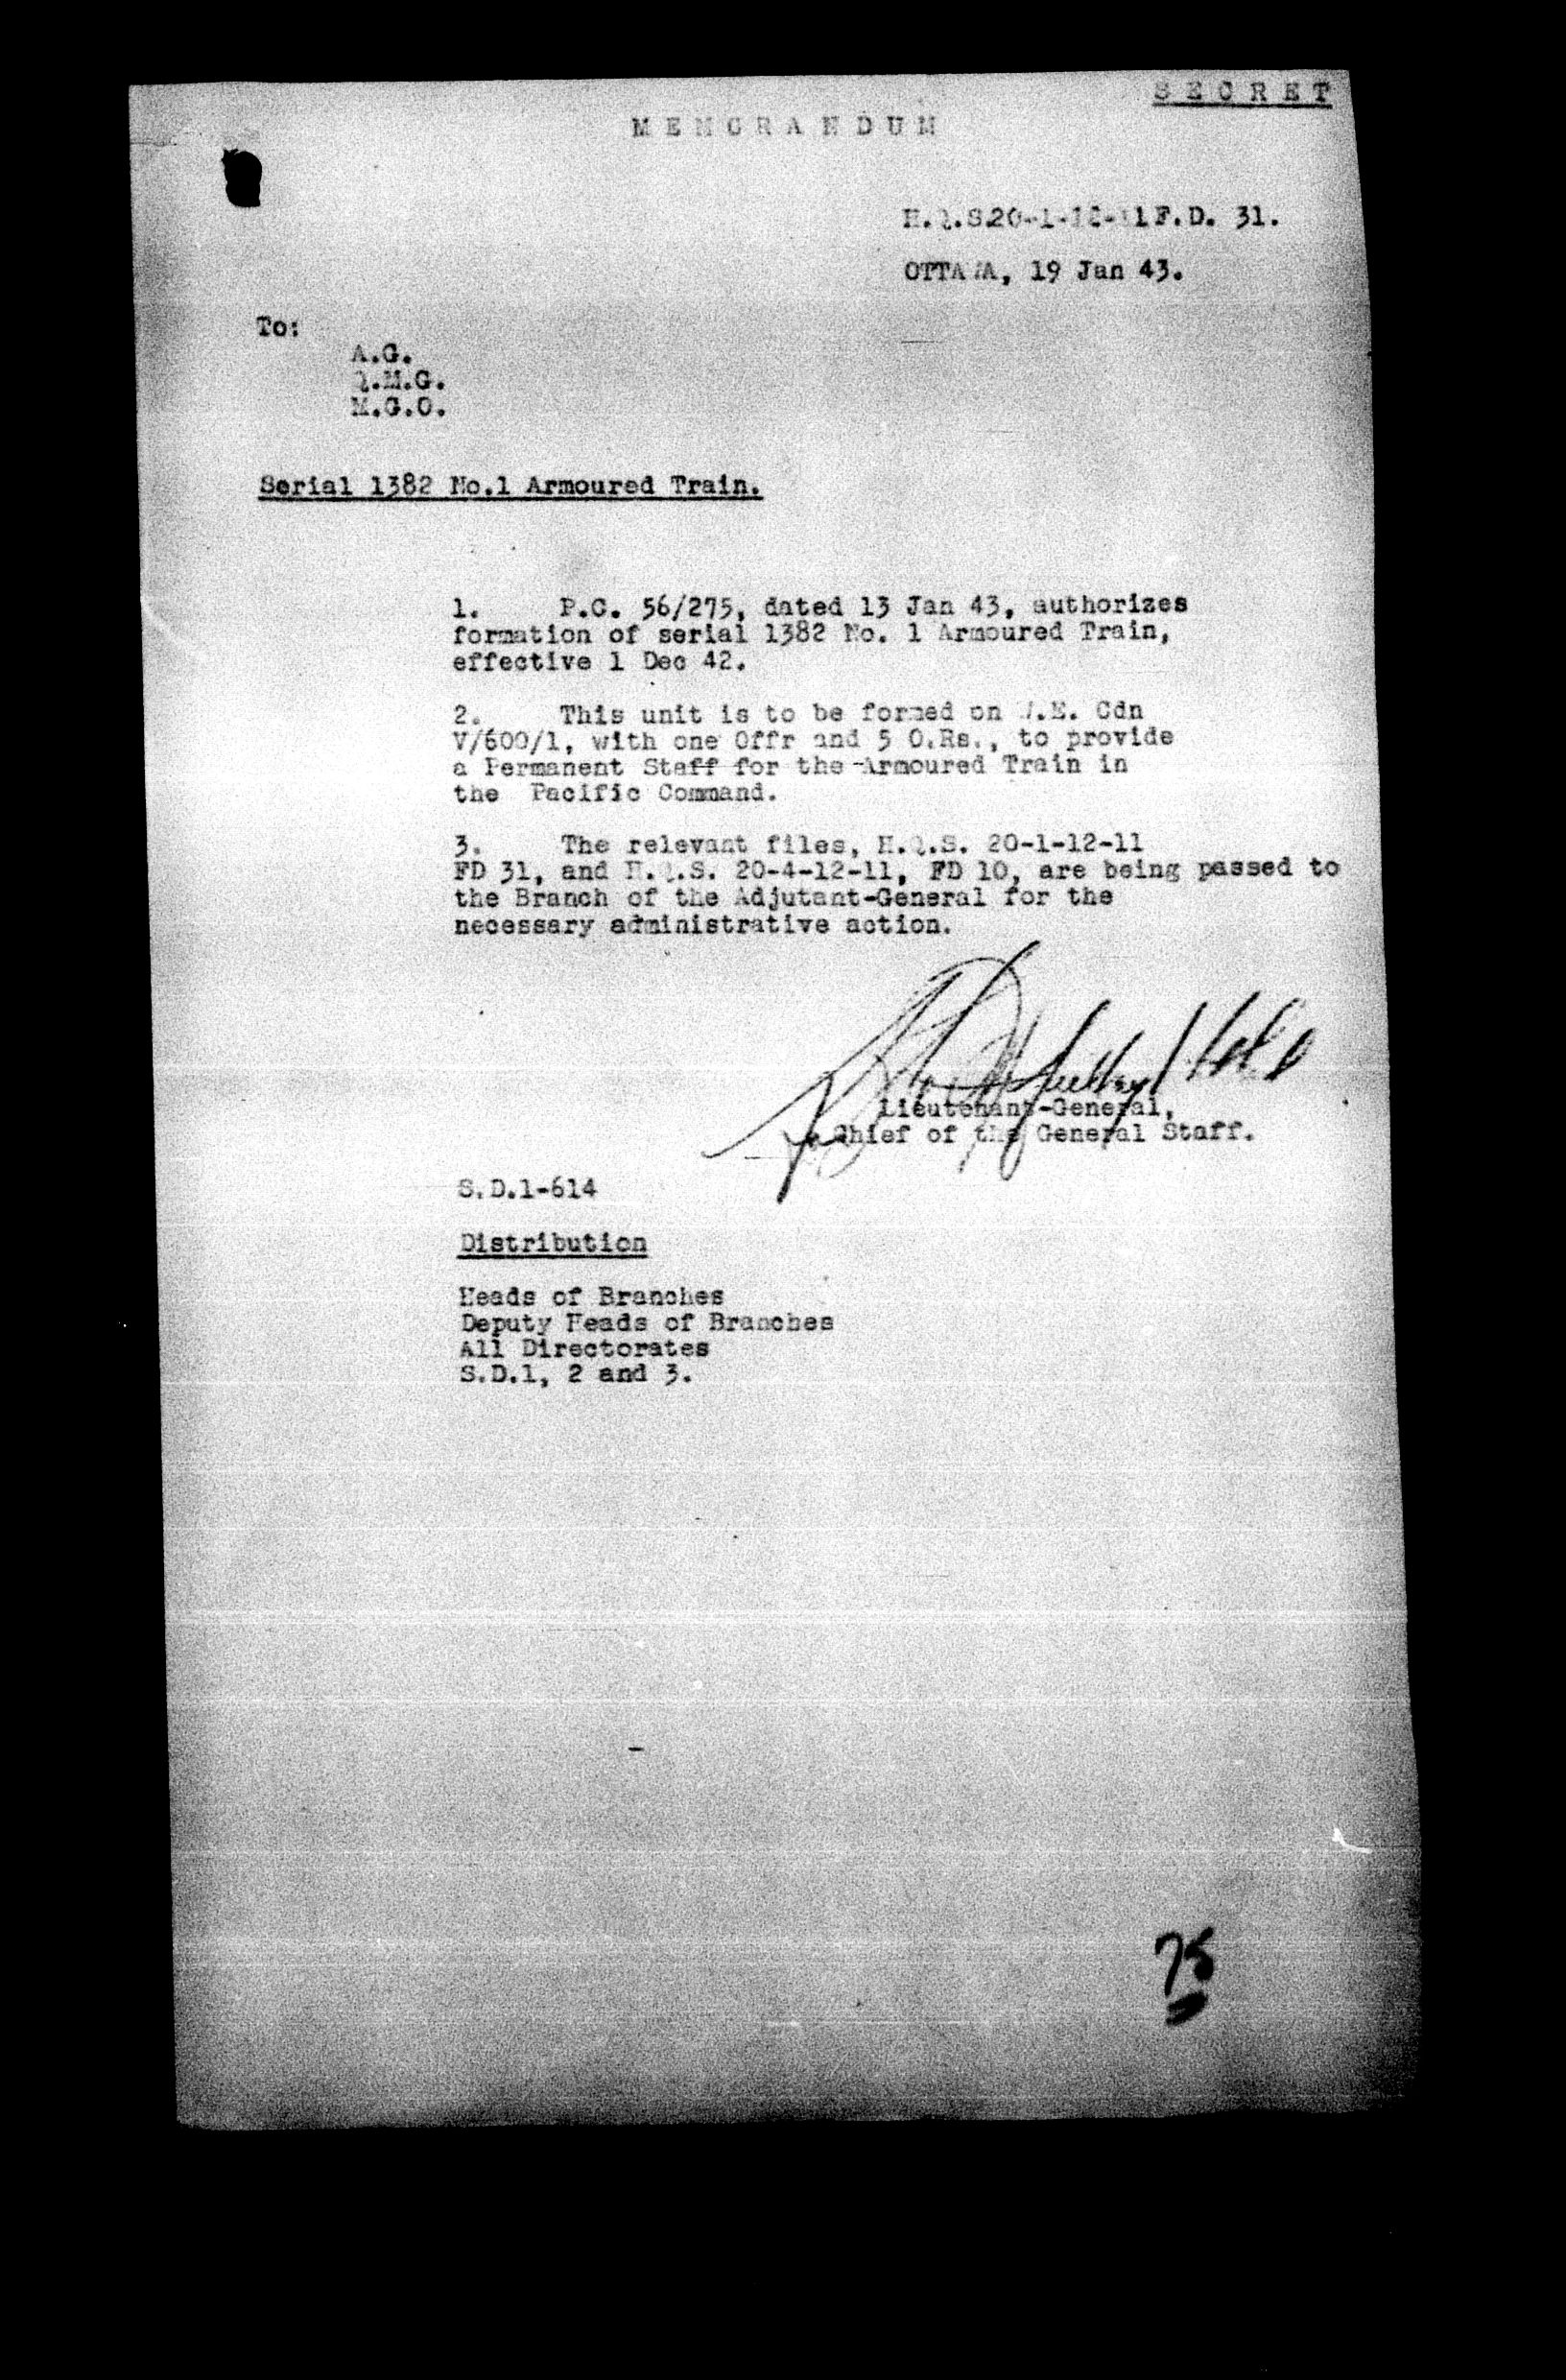 SECRET
MEMORANDUM
H.Q.S.20-1-12-11F.D. 31.
OTTAWA, 19 Jan 43.
To:
A.G.
Q.M.G.
M.G.O.
Serial 1382 No.1 Armoured Train.
1. P.C. 56/275, dated 13 Jan 43, authorizes
formation of serial 1382 No. 1 Armoured Train,
effective 1 Dec 42.
2. This unit is to be formed on W.E. Cdn
V/600/1, with one Offr and 5 O.Rs., to provide
a Permanent Staff for the Armoured Train in
the Pacific Command.
3. The relevant files, H.Q.S. 20-1-12-11
FD 31, and H.Q.S. 20-4-12-11, FD 10, are being passed to
the Branch of the Adjutant-General for the
necessary administrative action.
Lieutenant-General,
Chief of the General Staff.
S.D.1-614
Distribution
Heads of Branches
Deputy Heads of Branches
All Directorates
S.D.1, 2 and 3.
75